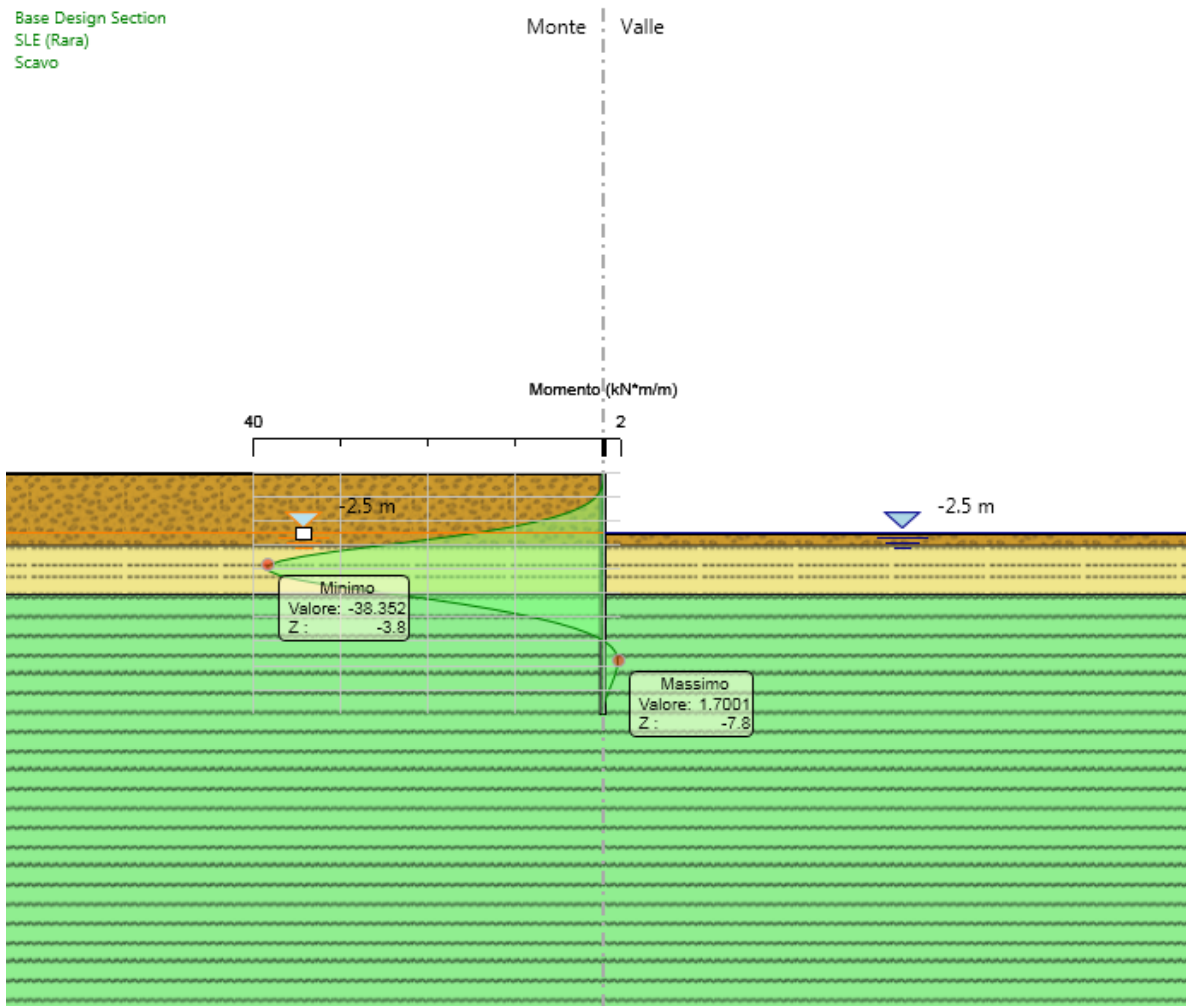 Base Design Section
SLE (Rara)
Scavo
Monte Valle
Momento (kN*m/m)
40 2
-2.5 m -2.5 m
Minimo
Valore: -38.352
Z : -3.8
Massimo
Valore: 1.7001
Z : -7.8